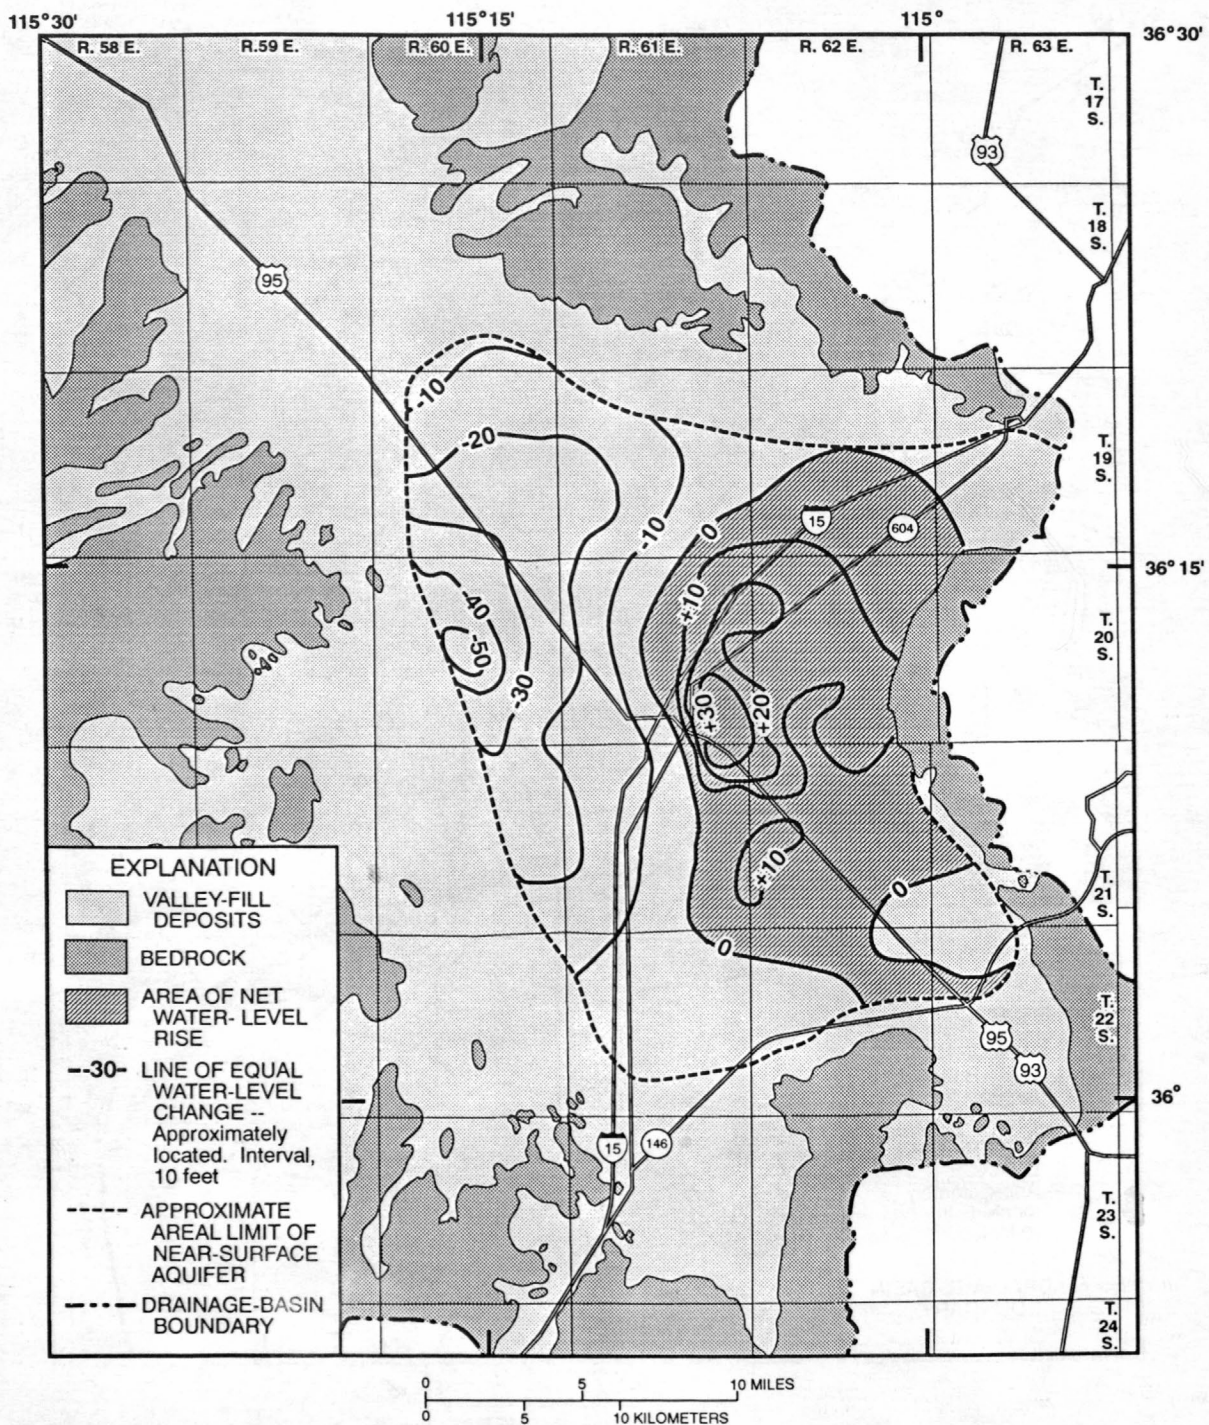 115°30' 115°15' 115° 36°30'
R. 58 E. R.59 E. R. 60 E. R. 61 E. R. 62 E. R. 63 E.
T.
17
S.
93
T.
18
S.
95
-10
-20
T.
19
S.
-10
0
15
604
36° 15'
+10
-40
-50
T.
20
S.
-30
+30
+20
+10
T.
21
S.
0
0
EXPLANATION
VALLEY-FILL
DEPOSITS
BEDROCK
AREA OF NET
WATER- LEVEL
RISE
-30- LINE OF EQUAL
WATER-LEVEL
CHANGE --
Approximately
located. Interval,
10 feet
APPROXIMATE
AREAL LIMIT OF
NEAR-SURFACE
AQUIFER
DRAINAGE-BASIN
BOUNDARY
T.
22
S.
95
93
36°
15
146
T.
23
S.
T.
24
S.
0 5 10 MILES
0 5 10 KILOMETERS